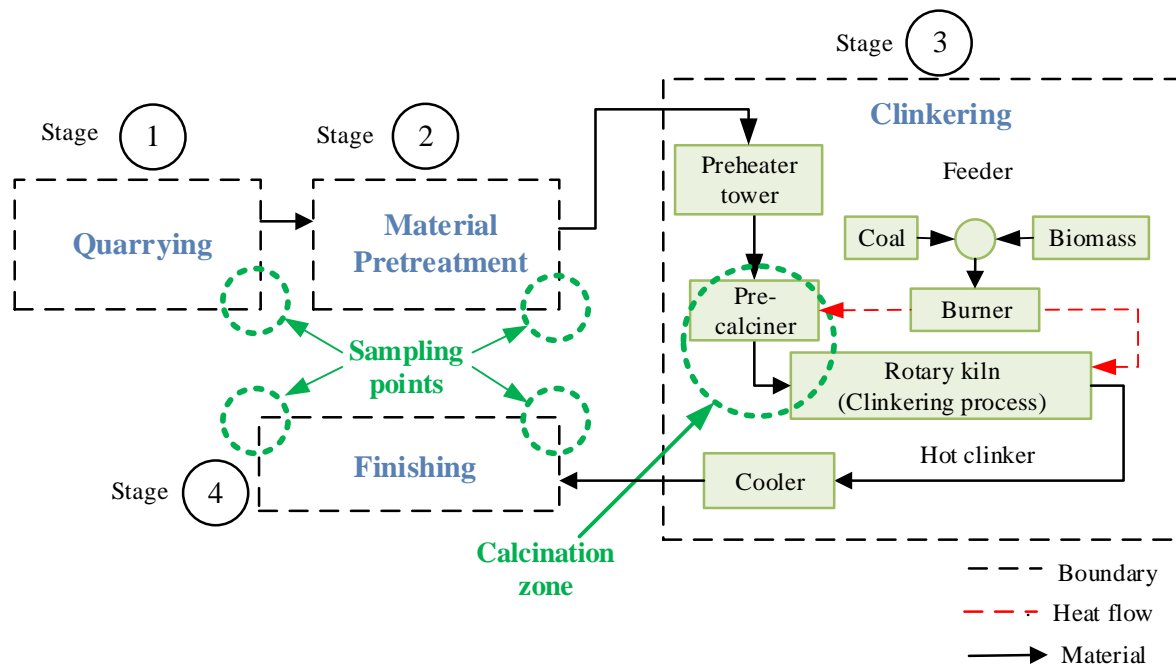 Stage
1
Quarrying
Stage
2
Material
Pretreatment
Stage
3
Clinkering
Preheater
tower
Feeder
Coal
Biomass
Pre-
calciner
Burner
Rotary kiln
(Clinkering process)
Hot clinker
Cooler
Sampling
points
Finishing
Stage
4
Calcination
zone
Boundary
Heat flow
Material